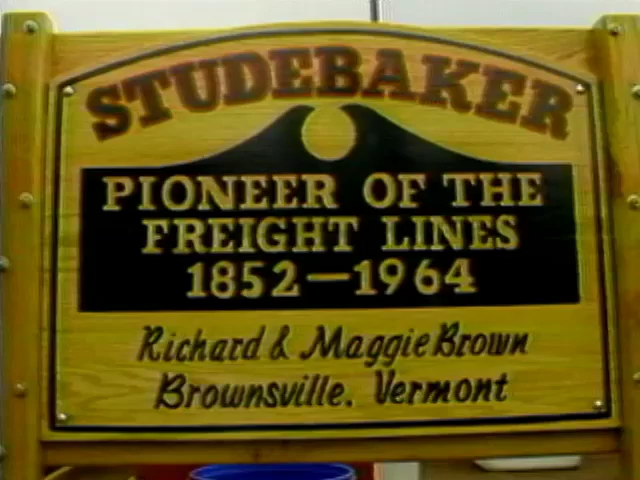 STUDEBAKER
PIONEER OF THE
FREIGHT LINES
1852—1964
Richard & Maggie Brown
Brownsville. Vermont